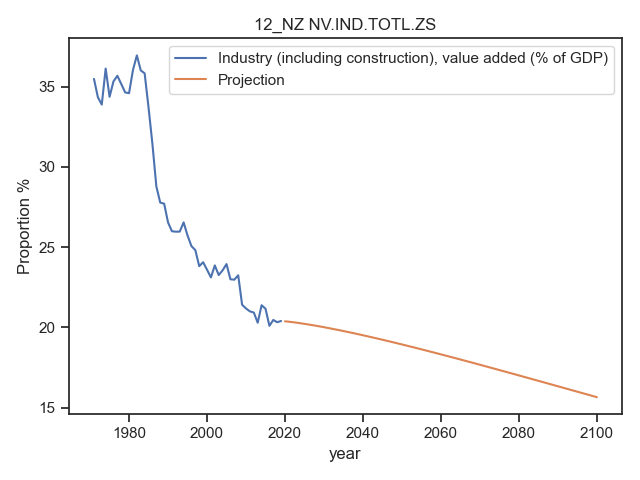 12_NZ NV.IND.TOTL.ZS
Industry (including construction), value added (% of GDP)
Projection
Proportion %
35
30
25
20
15
1980
2000
2020
2040
2060
2080
2100
year